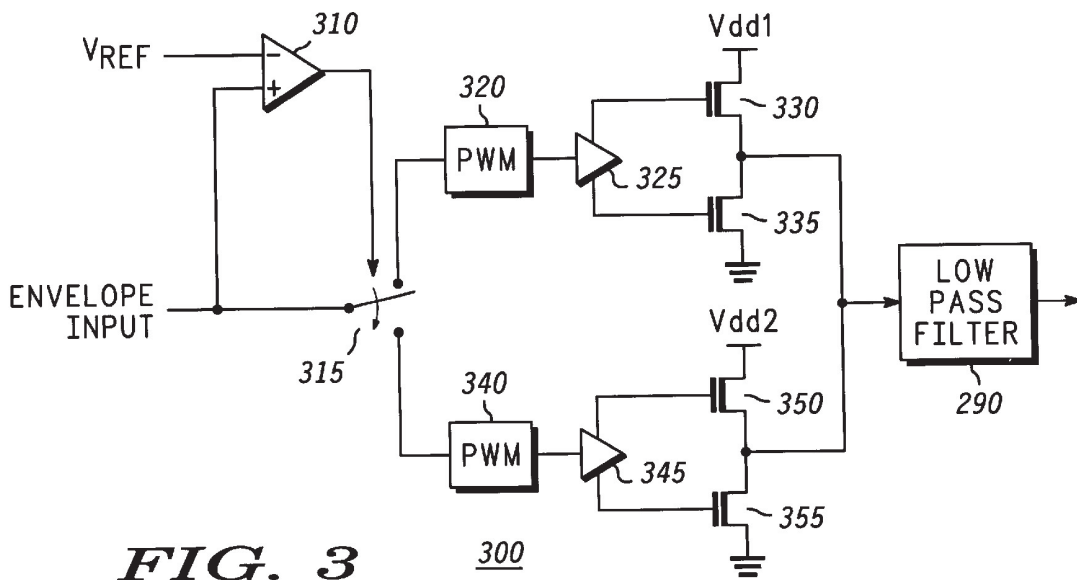 310
VREF
-
+
Vdd1
320
330
PWM
325
335
ENVELOPE
INPUT
LOW
PASS
FILTER
315
Vdd2
340
350
290
PWM
345
355
FIG. 3
300